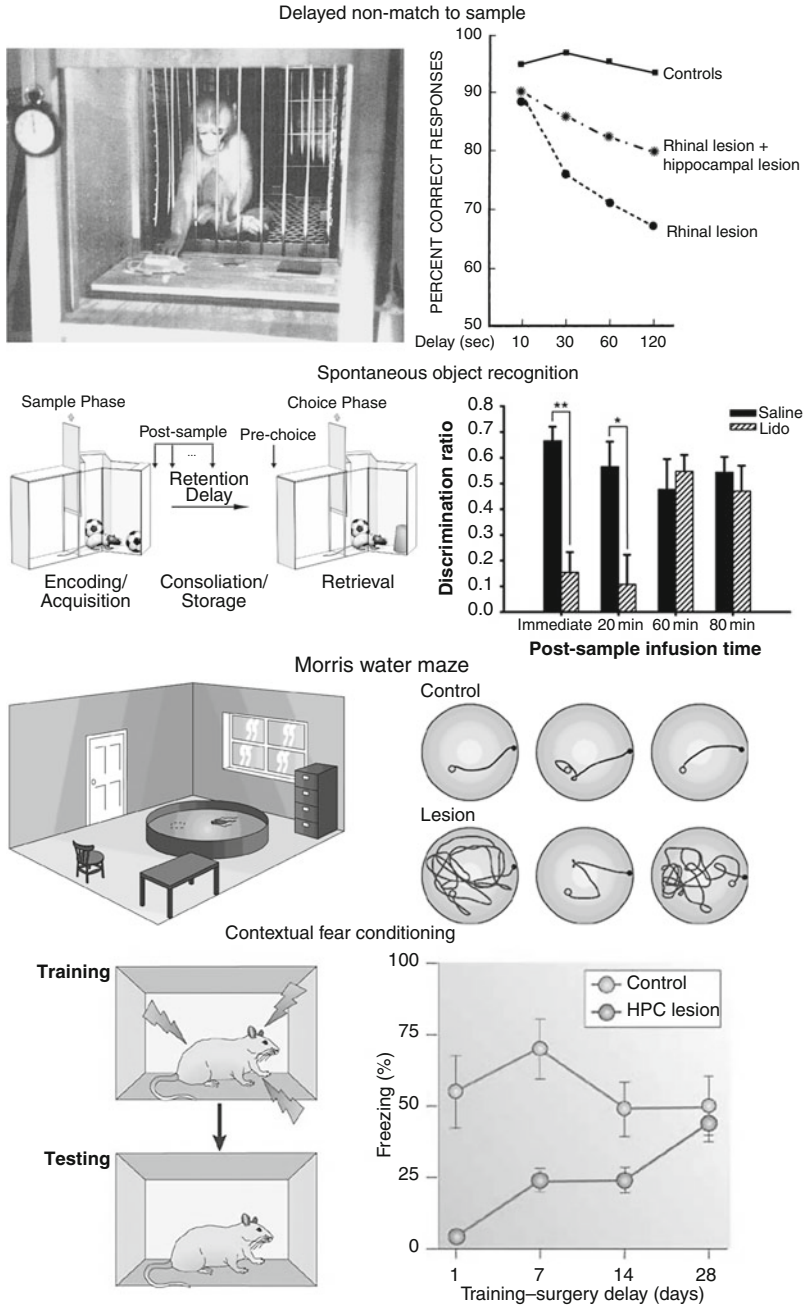 Delayed non-match to sample
PERCENT CORRECT RESPONSES
100
90
80
70
60
50
Controls
Rhinal lesion +
hippocampal lesion
Rhinal lesion
Delay (sec) 10 30 60 120
Spontaneous object recognition
Sample Phase
Post-sample
...
Retention
Delay
Pre-choice
Choice Phase
Encoding/
Acquisition
Consoliation/
Storage
Retrieval
Discrimination ratio
0.8
0.7
0.6
0.5
0.4
0.3
0.2
0.1
0.0
**
*
Saline
Lido
Immediate 20 min 60 min 80 min
Post-sample infusion time
Morris water maze
Control
Lesion
Contextual fear conditioning
Training
Testing
Freezing (%)
100
75
50
25
0
Control
HPC lesion
1 7 14 28
Training–surgery delay (days)